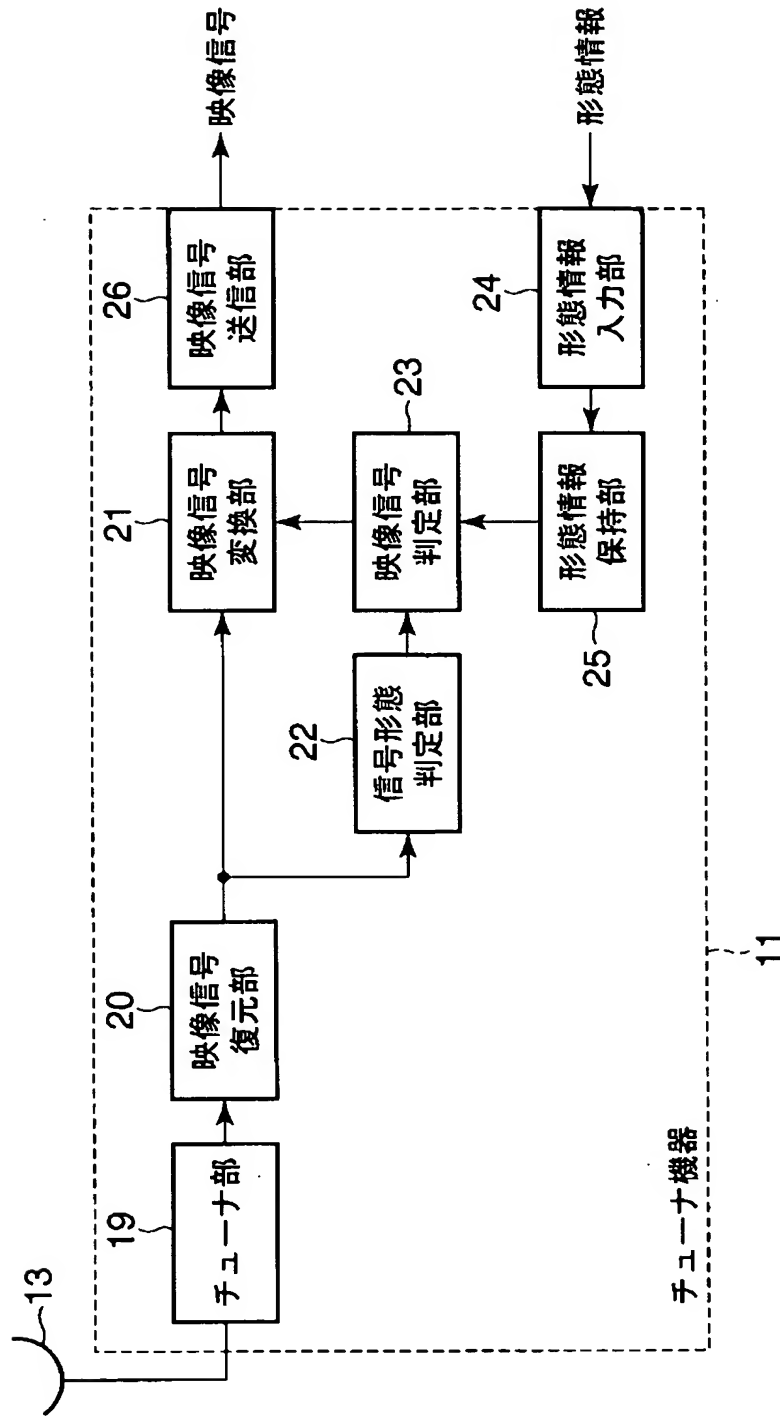 13
19
チューナ部
20
映像信号
復元部
21
映像信号
変換部
26
映像信号
送信部
映像信号
22
信号形態
判定部
23
映像信号
判定部
25
形態情報
保持部
24
形態情報
入力部
形態情報
チューナ機器
11